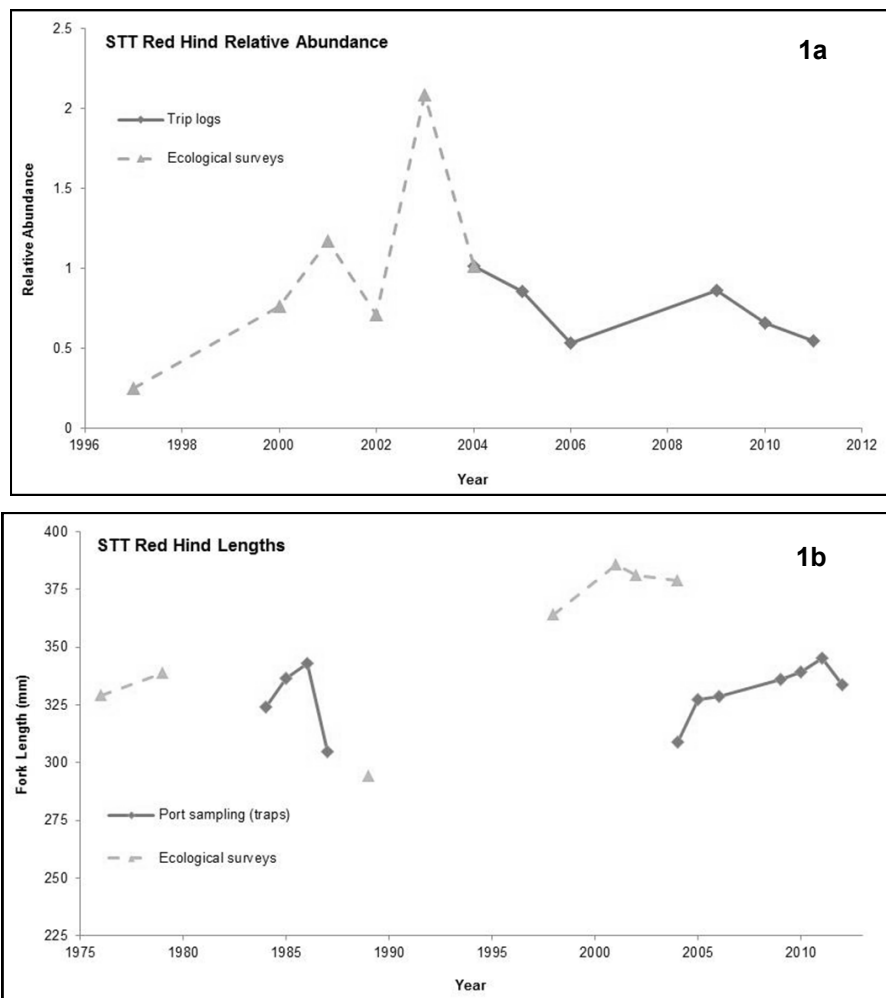 STT Red Hind Relative Abundance
1a
Trip logs
Ecological surveys
Relative Abundance
2.5
2
1.5
1
0.5
0
1996 1998 2000 2002 2004 2006 2008 2010 2012
Year
STT Red Hind Lengths
1b
Fork Length (mm)
400
375
350
325
300
275
250
225
Port sampling (traps)
Ecological surveys
1975 1980 1985 1990 1995 2000 2005 2010
Year